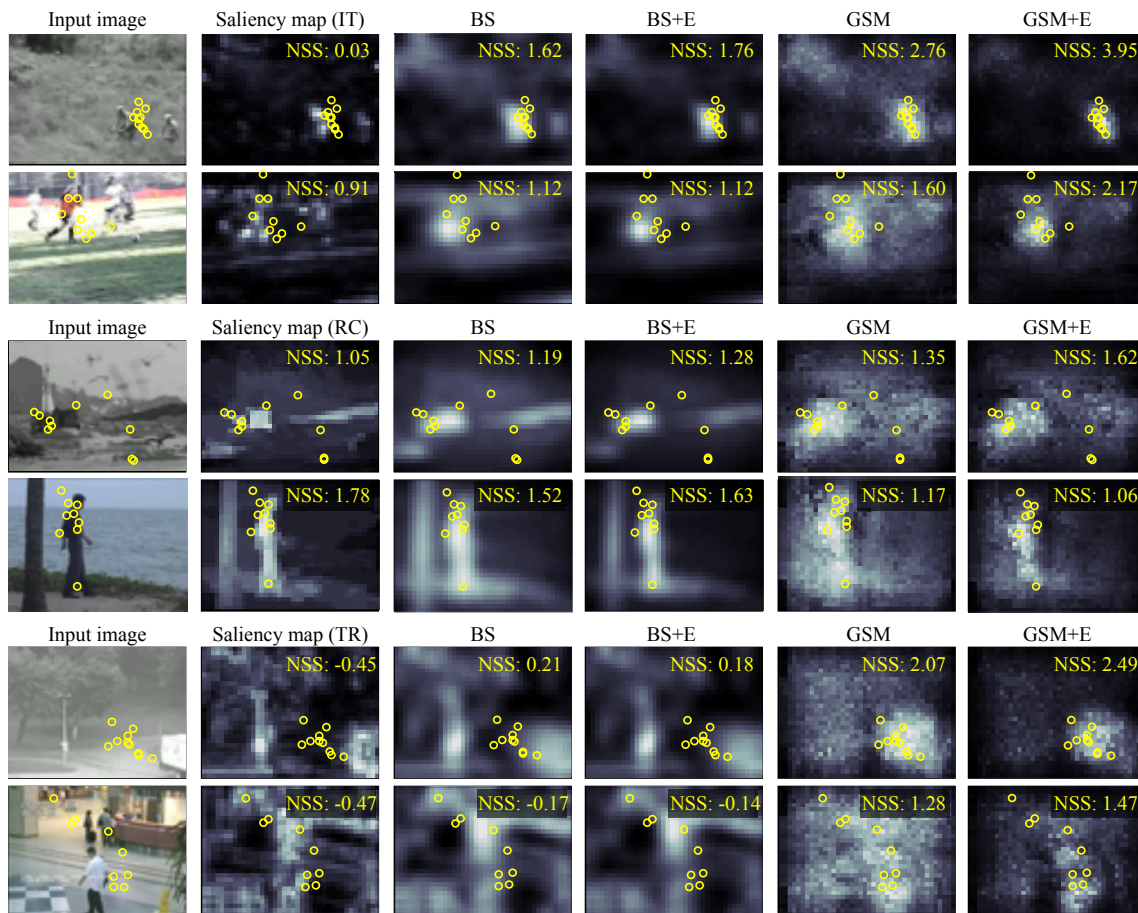 Input image Saliency map (IT) BS BS+E GSM GSM+E
NSS: 0.03 NSS: 1.62 NSS: 1.76 NSS: 2.76 NSS: 3.95
NSS: 0.91 NSS: 1.12 NSS: 1.12 NSS: 1.60 NSS: 2.17
Input image Saliency map (RC) BS BS+E GSM GSM+E
NSS: 1.05 NSS: 1.19 NSS: 1.28 NSS: 1.35 NSS: 1.62
NSS: 1.78 NSS: 1.52 NSS: 1.63 NSS: 1.17 NSS: 1.06
Input image Saliency map (TR) BS BS+E GSM GSM+E
NSS: -0.45 NSS: 0.21 NSS: 0.18 NSS: 2.07 NSS: 2.49
NSS: -0.47 NSS: -0.17 NSS: -0.14 NSS: 1.28 NSS: 1.47